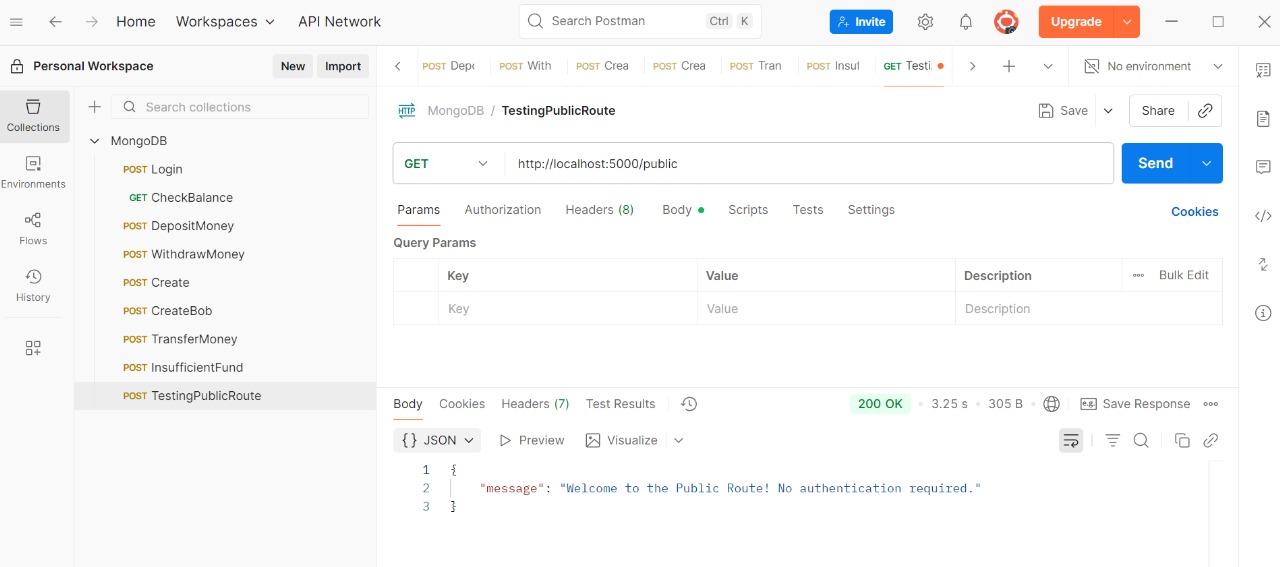 Home Workspaces API Network Search Postman Ctrl K Invite Upgrade
Personal Workspace New Import
POST Depo POST With POST Crea POST Crea POST Tran POST Insuf GET Testi No environment
Collections
Environments
Flows
History
Search collections
MongoDB
POST Login
GET CheckBalance
POST DepositMoney
POST WithdrawMoney
POST Create
POST CreateBob
POST TransferMoney
POST InsufficientFund
POST TestingPublicRoute
HTTP MongoDB / TestingPublicRoute Save Share
GET http://localhost:5000/public Send
Params Authorization Headers (8) Body Scripts Tests Settings Cookies
Query Params
Key Value Description Bulk Edit
Key Value Description
Body Cookies Headers (7) Test Results 200 OK 3.25 s 305 B e.g. Save Response
{} JSON Preview Visualize
1 {
2 "message": "Welcome to the Public Route! No authentication required."
3 }